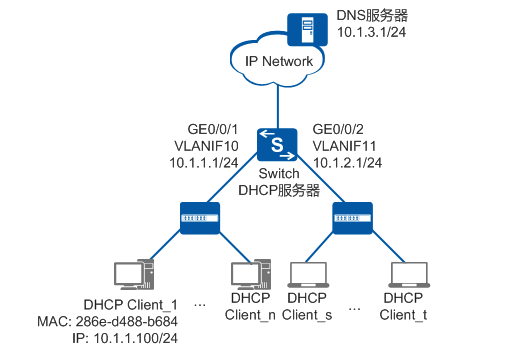 DNS服务器
10.1.3.1/24
IP Network
GE0/0/1
VLANIF10
10.1.1.1/24
GE0/0/2
VLANIF11
10.1.2.1/24
S
Switch
DHCP服务器
DHCP Client_1
MAC: 286e-d488-b684
IP: 10.1.1.100/24
...
DHCP
Client_n
DHCP
Client_s
...
DHCP
Client_t